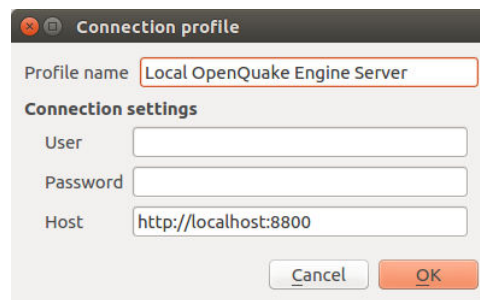 Connection profile
Profile name Local OpenQuake Engine Server
Connection settings
User
Password
Host http://localhost:8800
Cancel OK